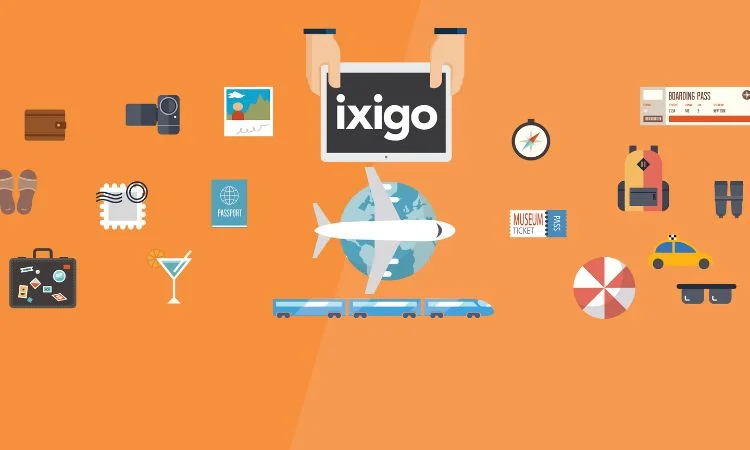 ixigo
BOARDING PASS
PASSPORT
MUSEUM
TICKET
PASS